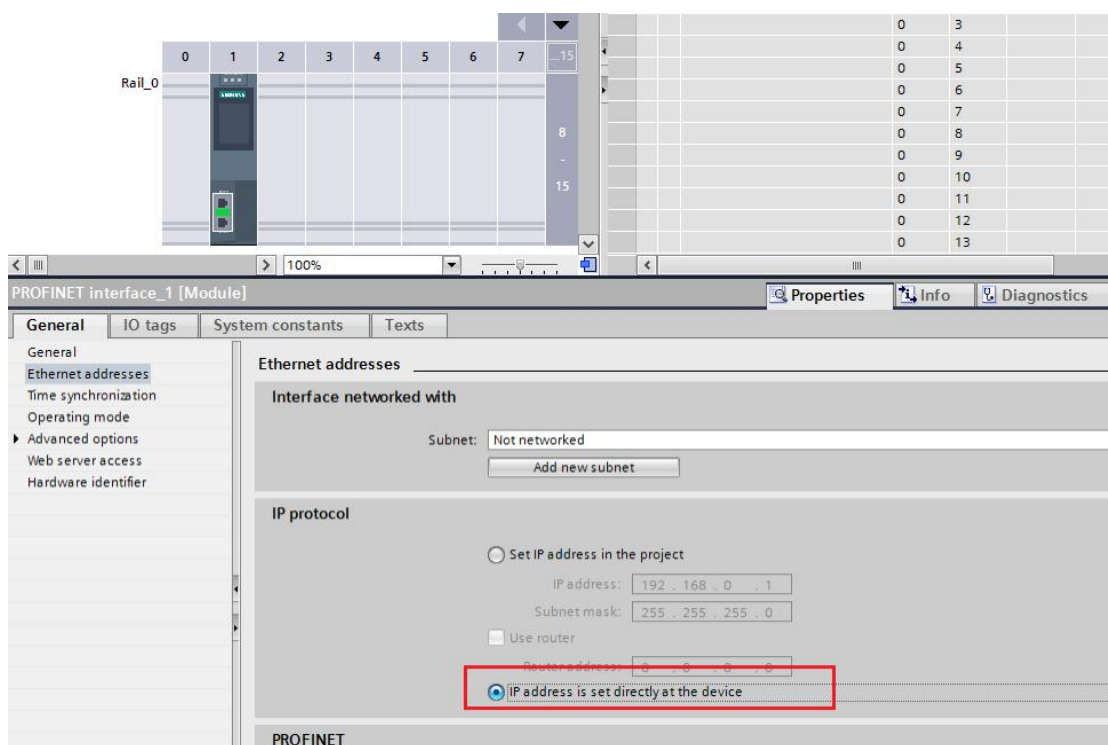 0 3
0 1 2 3 4 5 6 7 ...15 0 4
0 5
Rail_0 0 6
SIEMENS 0 7
8 0 8
- 0 9
15 0 10
0 11
0 12
0 13
100%
PROFINET interface_1 [Module] Properties Info Diagnostics
General IO tags System constants Texts
General
Ethernet addresses
Time synchronization
Operating mode
Advanced options
Web server access
Hardware identifier
Ethernet addresses
Interface networked with
Subnet: Not networked
Add new subnet
IP protocol
Set IP address in the project
IP address: 192 . 168 . 0 . 1
Subnet mask: 255 . 255 . 255 . 0
Use router
Router address: 0 . 0 . 0 . 0
IP address is set directly at the device
PROFINET